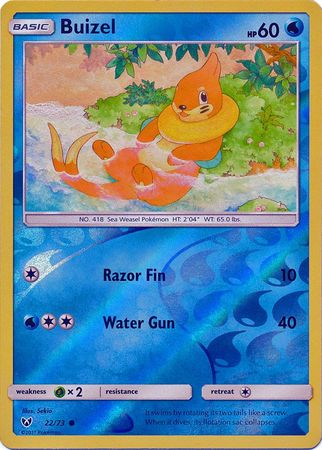 BASIC Buizel HP60
NO. 418 Sea Weasel Pokémon HT: 2'04" WT: 65.0 lbs.
Razor Fin 10
Water Gun 40
weakness ×2 resistance retreat
Illus. Sekio
22/73
It swims by rotating its two tails like a screw.
When it dives, its flotation sac collapses.
©2017 Pokémon